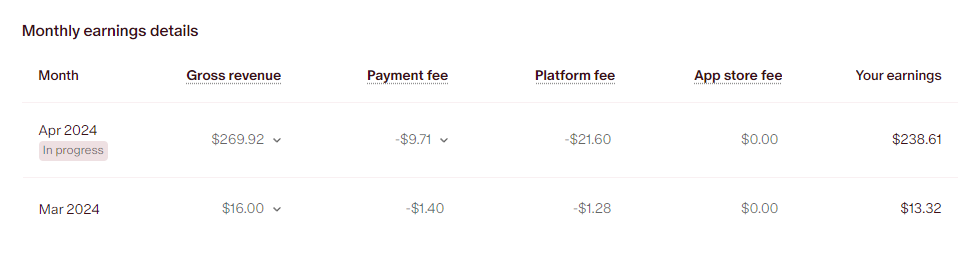 Monthly earnings details
Month Gross revenue Payment fee Platform fee App store fee Your earnings
Apr 2024 $269.92 -$9.71 -$21.60 $0.00 $238.61
In progress
Mar 2024 $16.00 -$1.40 -$1.28 $0.00 $13.32